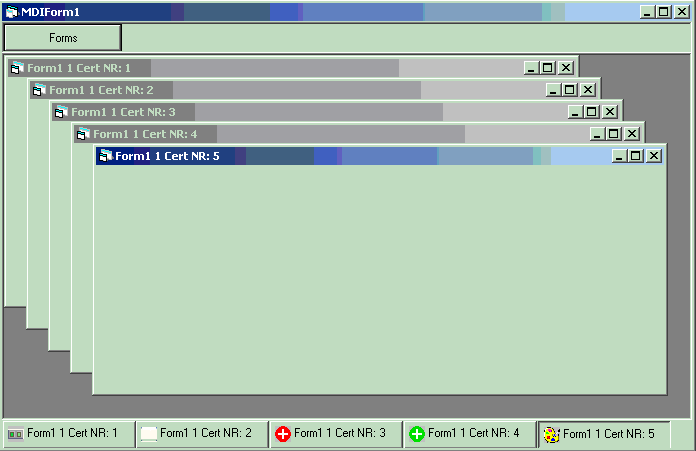 MDIForm1
Forms
Form1 1 Cert NR: 1
Form1 1 Cert NR: 2
Form1 1 Cert NR: 3
Form1 1 Cert NR: 4
Form1 1 Cert NR: 5
Form1 1 Cert NR: 1 Form1 1 Cert NR: 2 Form1 1 Cert NR: 3 Form1 1 Cert NR: 4 Form1 1 Cert NR: 5